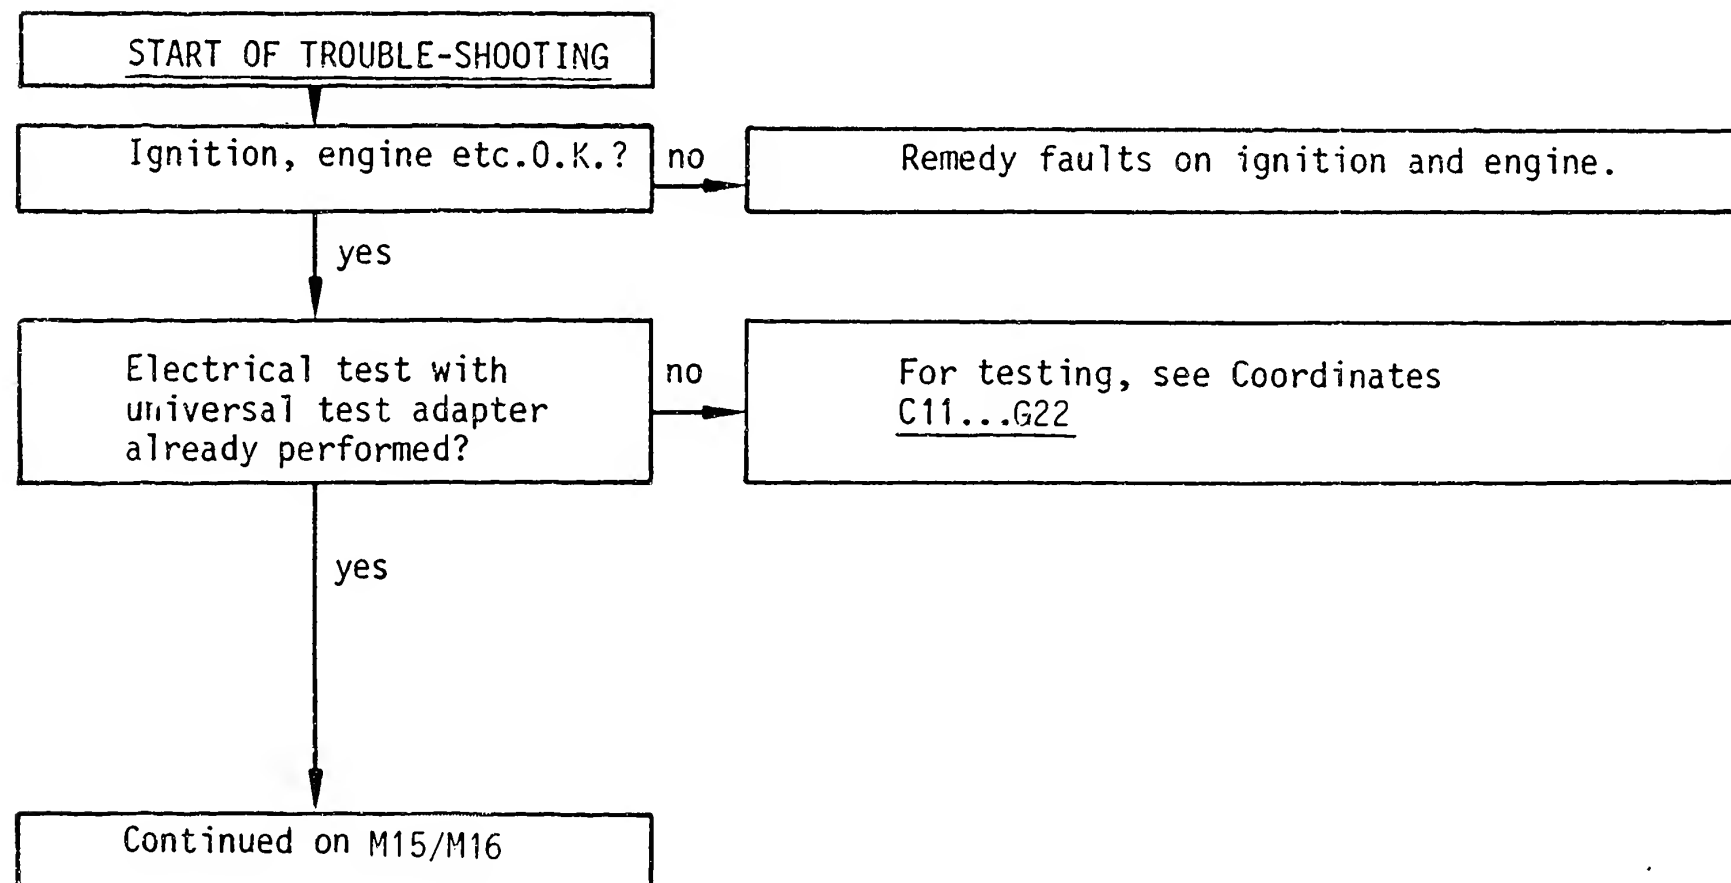 START OF TROUBLE-SHOOTING
Ignition, engine etc.O.K.?
no
Remedy faults on ignition and engine.
yes
Electrical test with
universal test adapter
already performed?
no
For testing, see Coordinates
C11...G22
yes
Continued on M15/M16